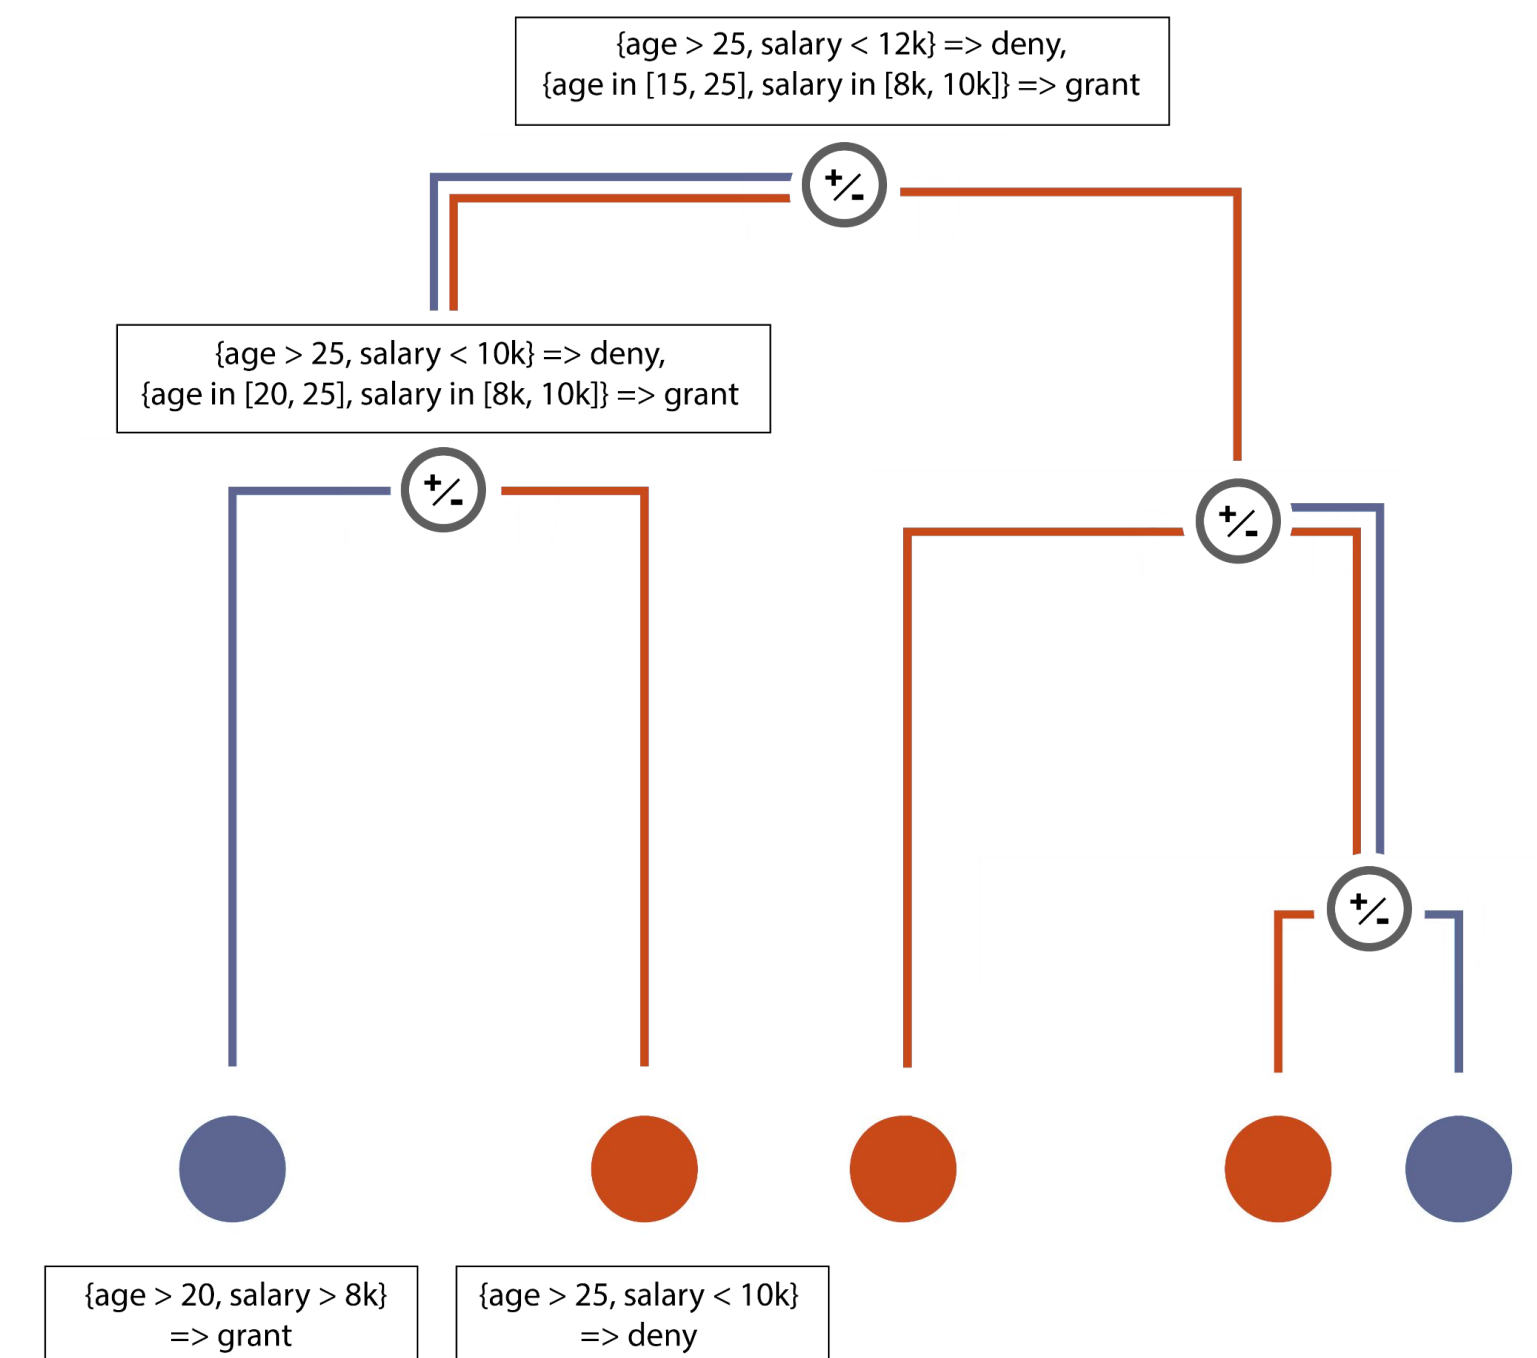 {age > 25, salary < 12k} => deny,
{age in [15, 25], salary in [8k, 10k]} => grant
+/-
{age > 25, salary < 10k} => deny,
{age in [20, 25], salary in [8k, 10k]} => grant
+/-
+/-
+/-
{age > 20, salary > 8k}
=> grant
{age > 25, salary < 10k}
=> deny